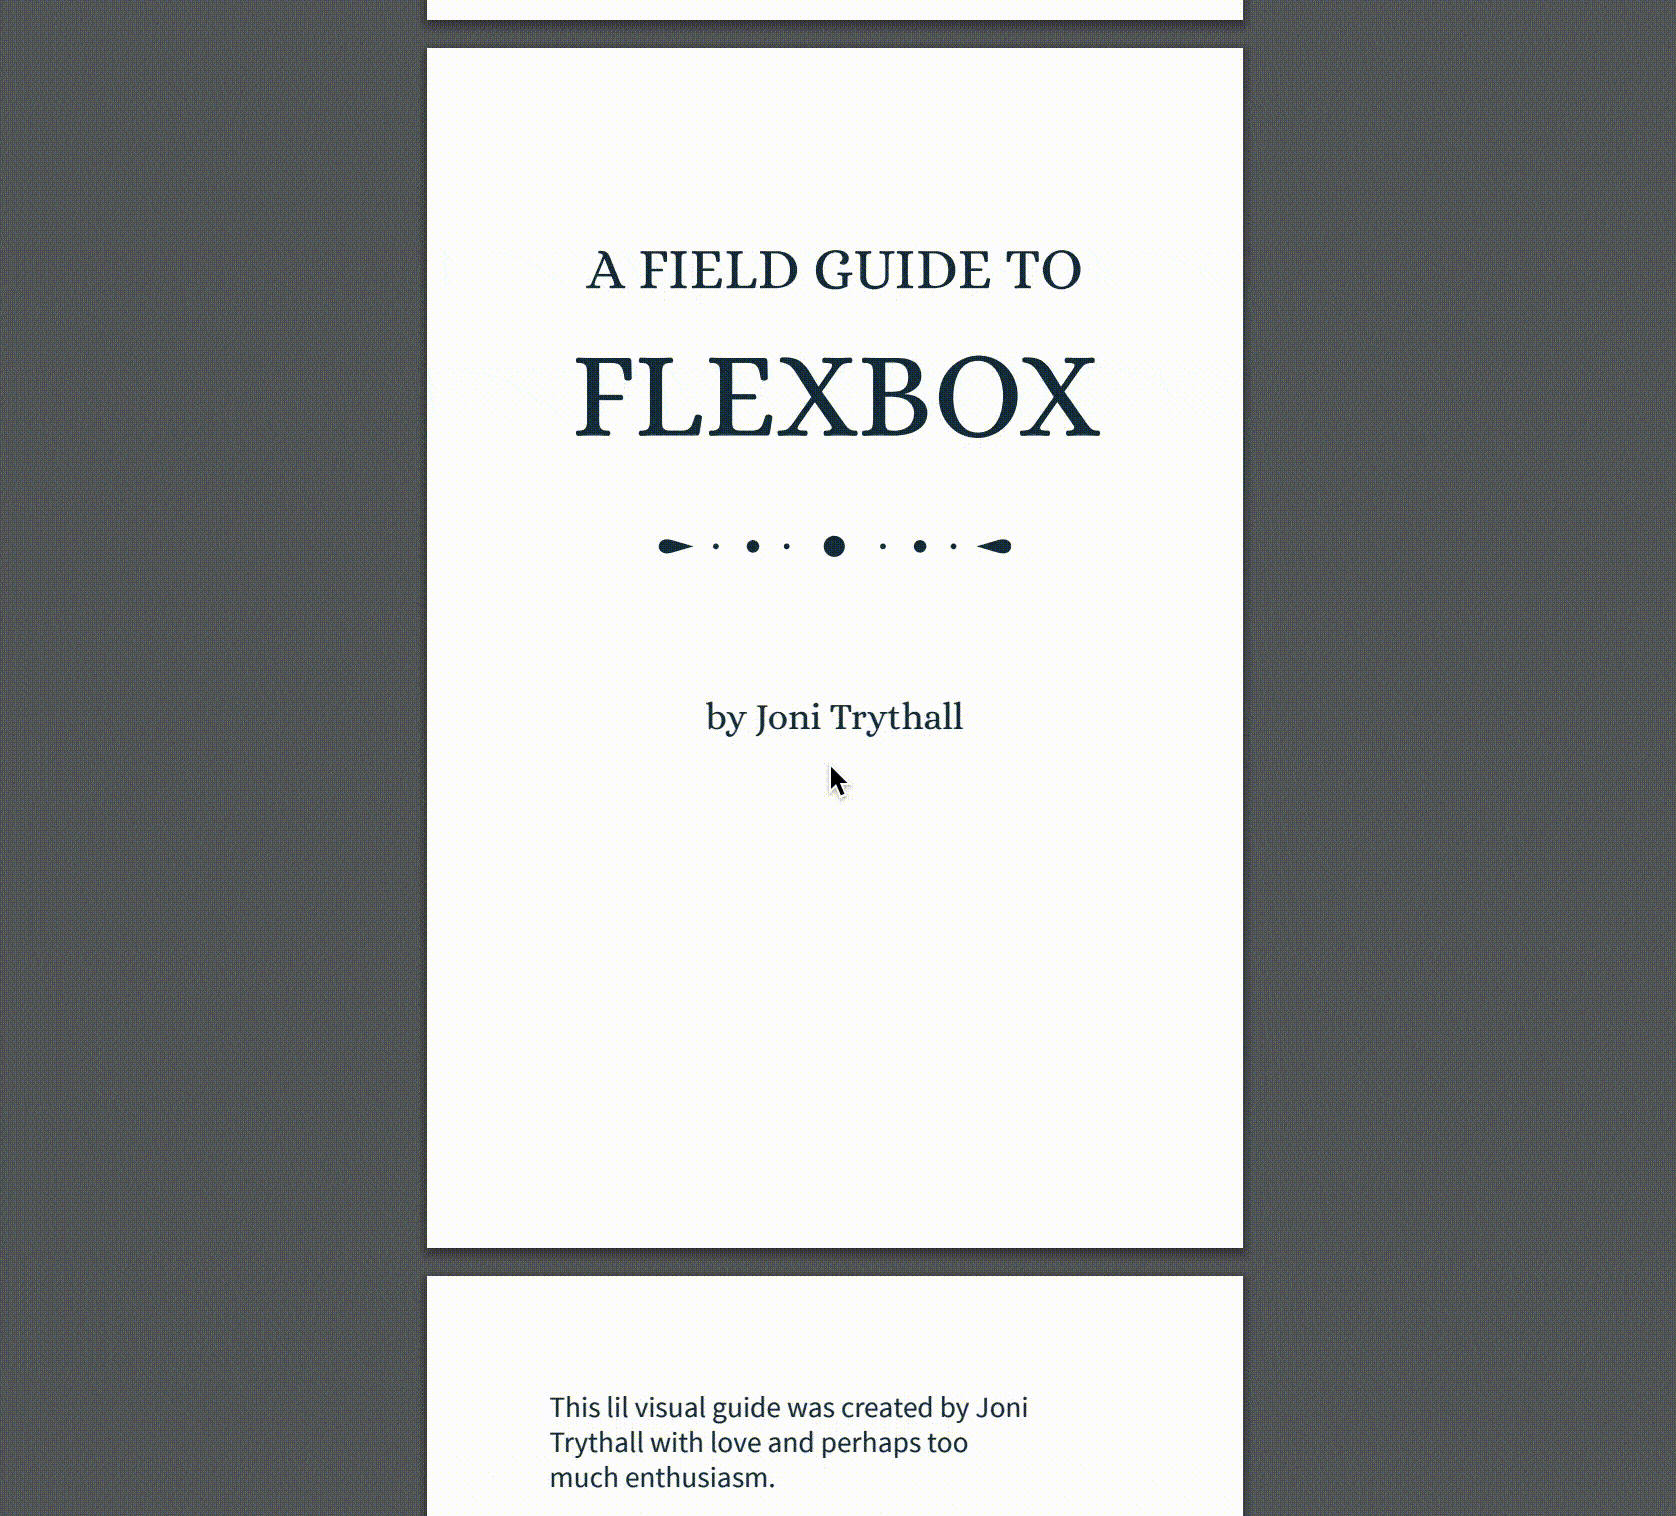 A FIELD GUIDE TO
FLEXBOX
by Joni Trythall
This lil visual guide was created by Joni
Trythall with love and perhaps too
much enthusiasm.